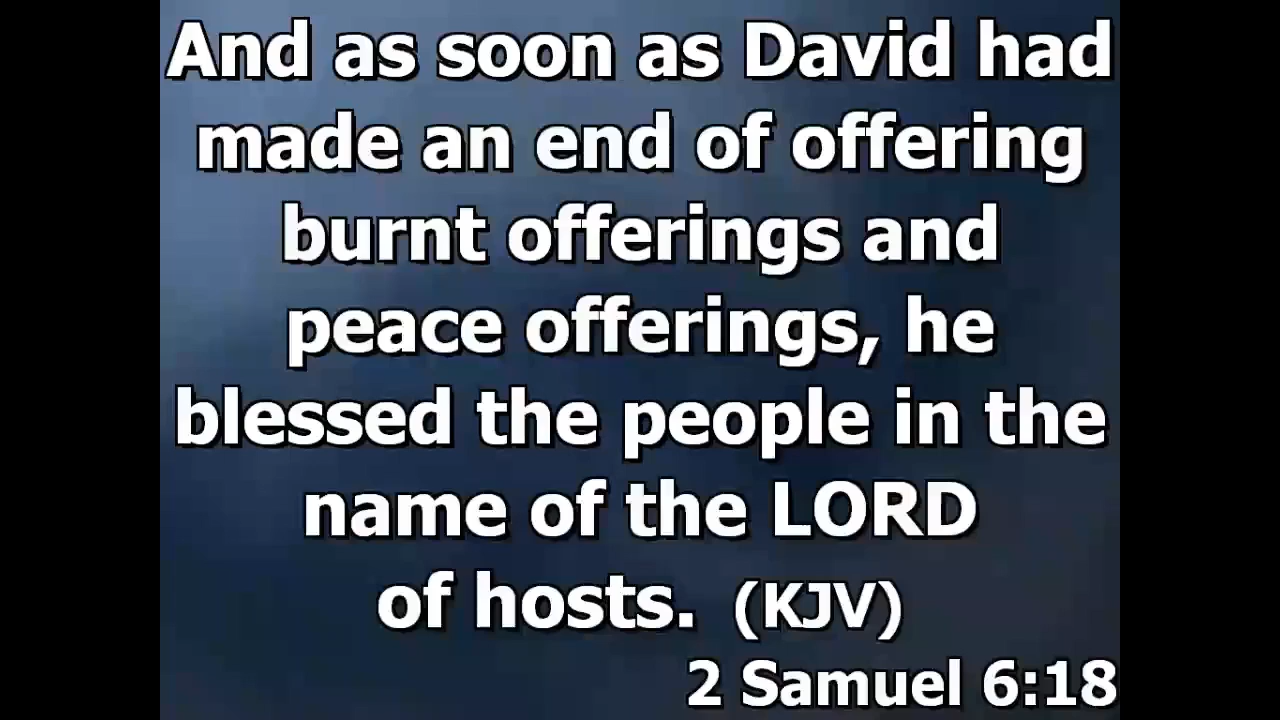 And as soon as David had
made an end of offering
burnt offerings and
peace offerings, he
blessed the people in the
name of the LORD
of hosts. (KJV)
2 Samuel 6:18